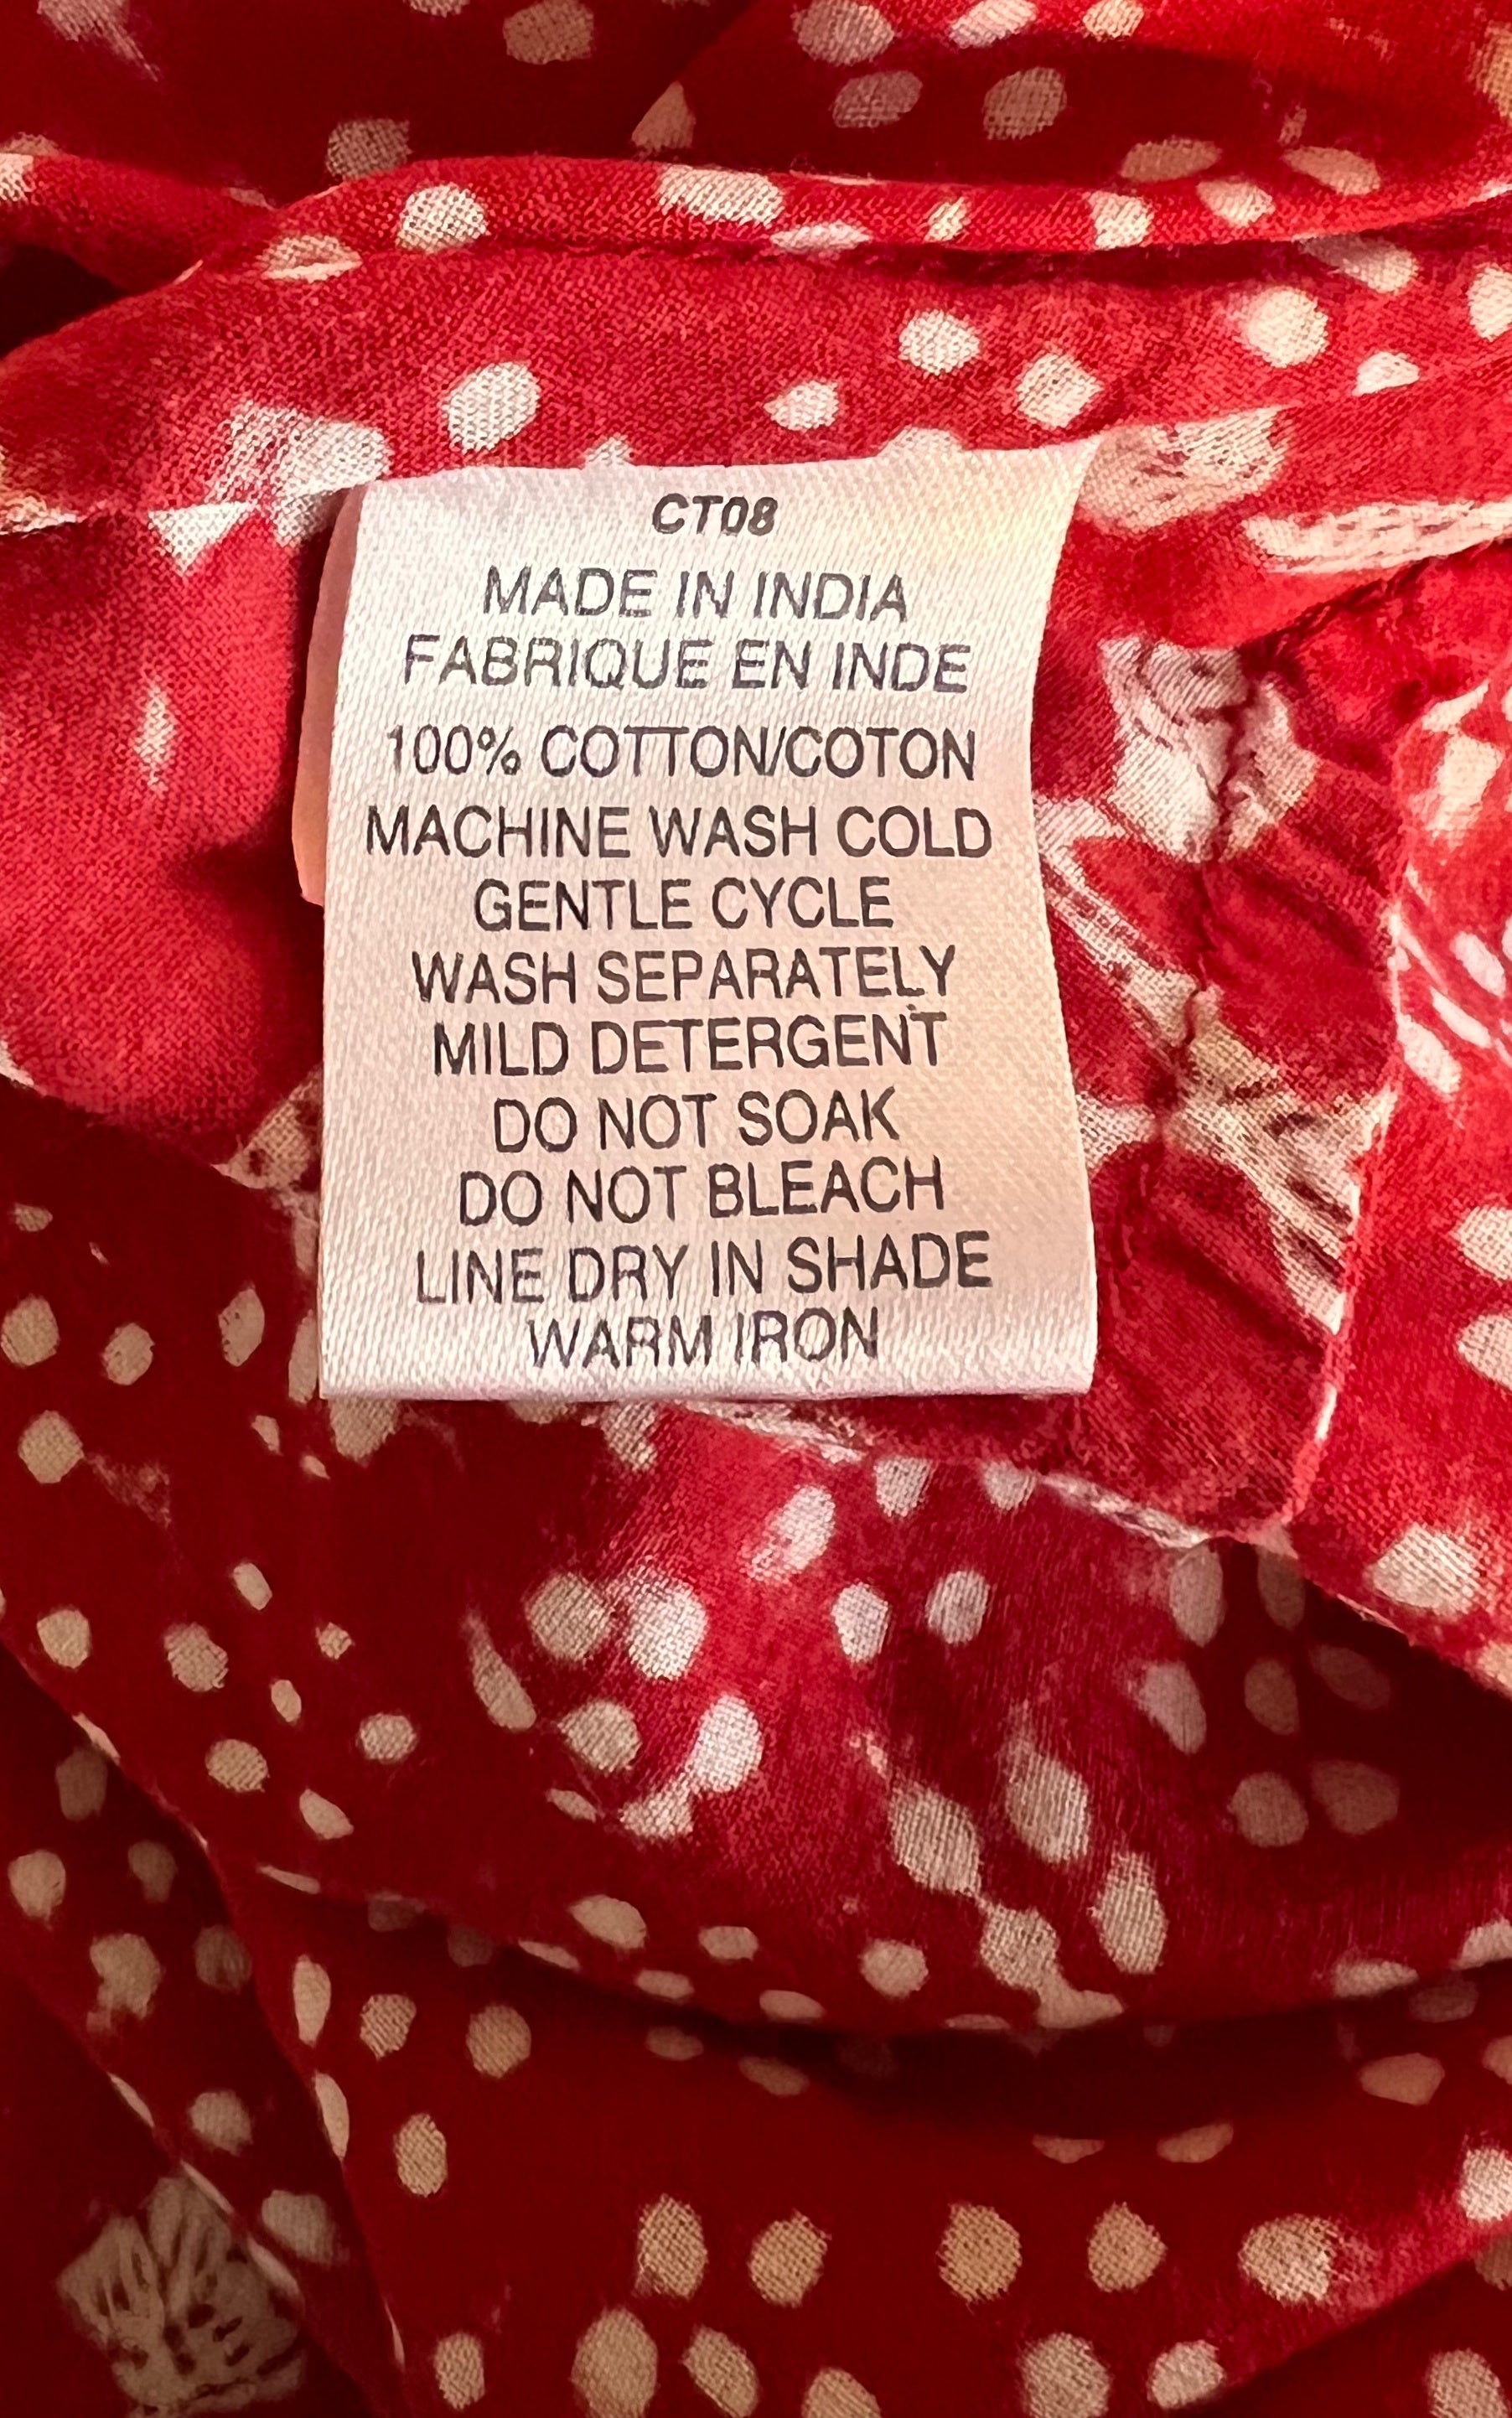 CT08
MADE IN INDIA
FABRIQUE EN INDE
100% COTTON/COTON
MACHINE WASH COLD
GENTLE CYCLE
WASH SEPARATELY
MILD DETERGENT
DO NOT SOAK
DO NOT BLEACH
LINE DRY IN SHADE
WARM IRON